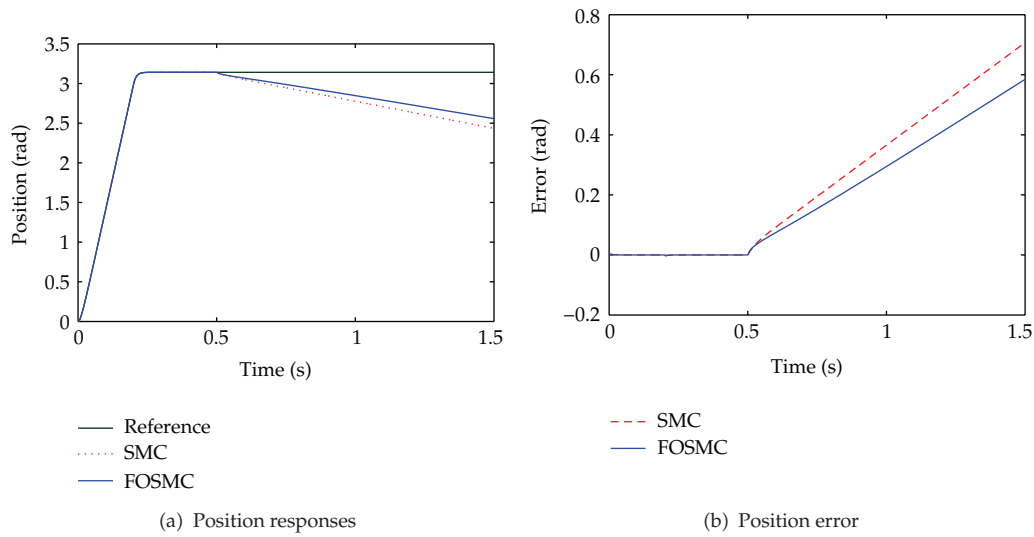 3.5
3
2.5
2
1.5
1
0.5
0
Position (rad)
0
0.5
1
1.5
Time (s)
Reference
SMC
FOSMC
(a) Position responses
0.8
0.6
0.4
0.2
0
−0.2
Error (rad)
0
0.5
1
1.5
Time (s)
SMC
FOSMC
(b) Position error